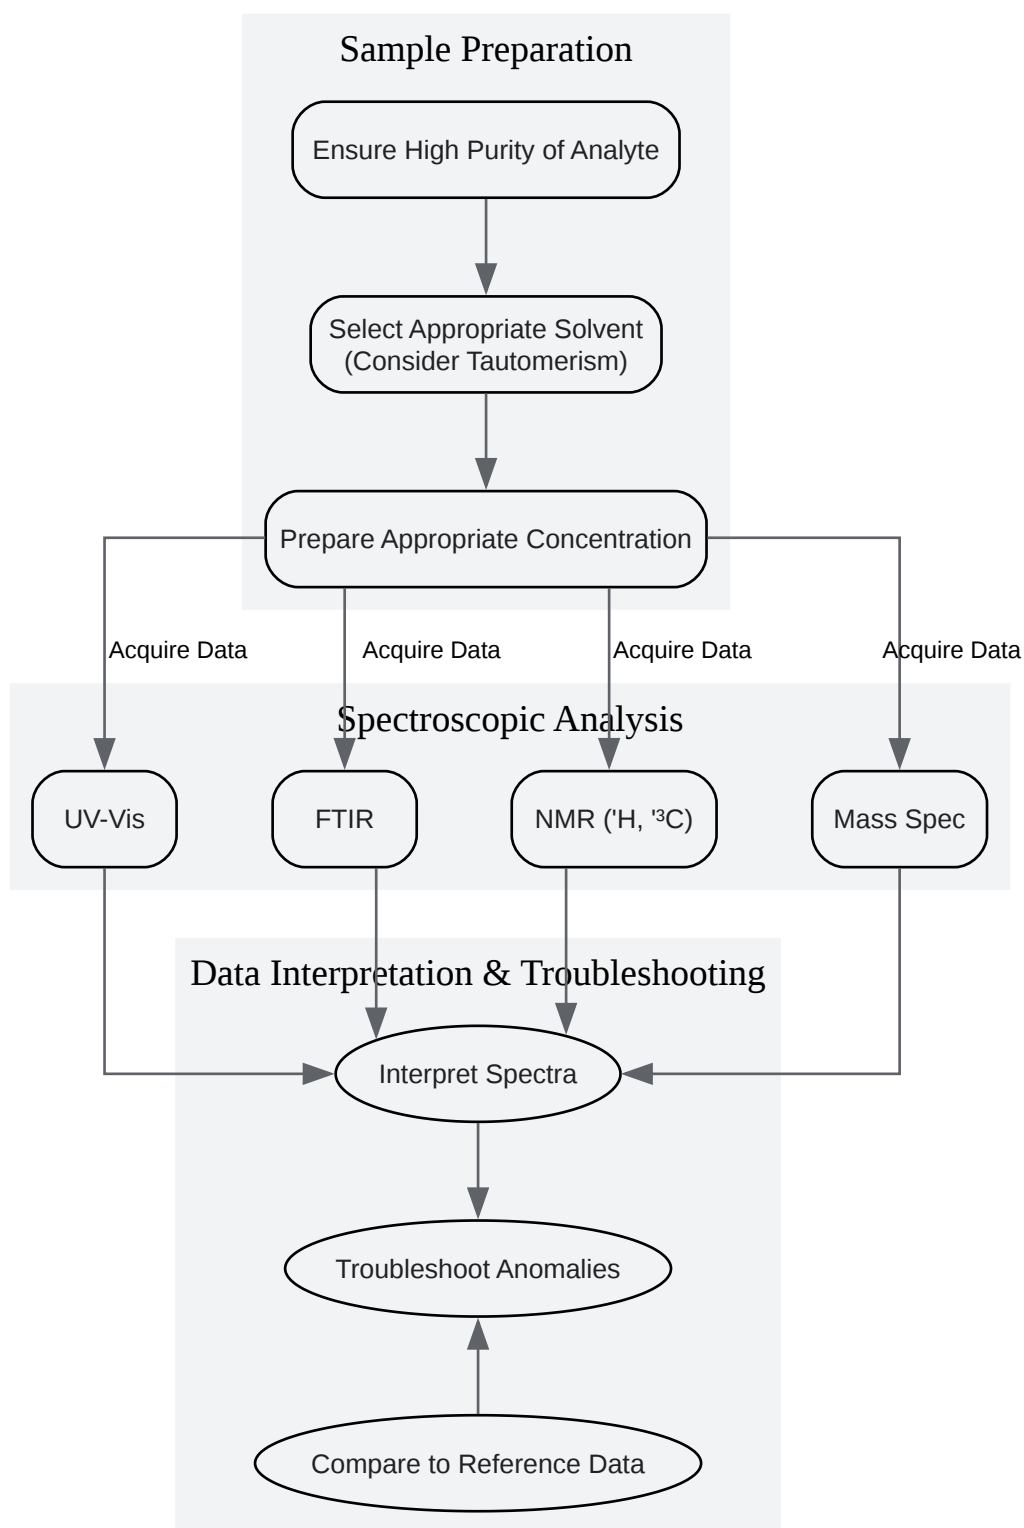 Sample Preparation
Ensure High Purity of Analyte
Select Appropriate Solvent
(Consider Tautomerism)
Prepare Appropriate Concentration
Acquire Data
Acquire Data
Acquire Data
Acquire Data
Spectroscopic Analysis
UV-Vis
FTIR
NMR ('H, '³C)
Mass Spec
Data Interpretation & Troubleshooting
Interpret Spectra
Troubleshoot Anomalies
Compare to Reference Data